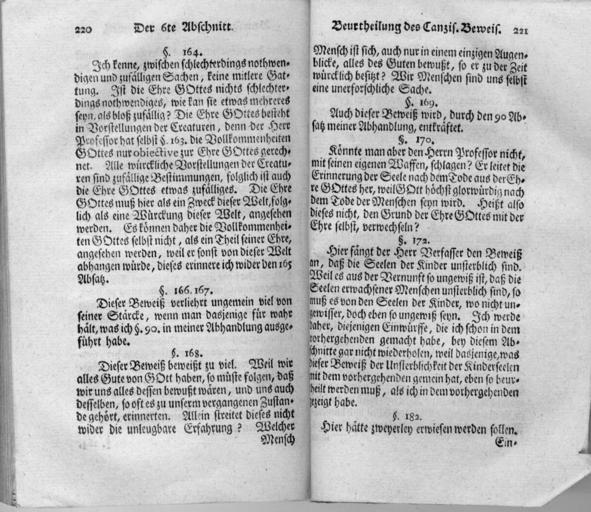 220 Der 6te Abschnitt.
§. 164.
Ich kenne, zwischen schlechterdings nothwen-
digen und zufälligen Sachen, keine mitlere Gat-
tung. Ist die Ehre GOttes nichts schlechter-
dings nothwendiges, wie kan sie etwas mehreres
seyn, als bloß zufällig? Die Ehre GOttes besteht
in Vorstellungen der Creaturen, denn der Herr
Professor hat selbst §. 163. die Vollkommenheiten
GOttes nur obiective zur Ehre GOttes gerech-
net. Alle würckliche Vorstellungen der Creatu-
ren sind zufällige Bestimmungen, folglich ist auch
die Ehre GOttes etwas zufälliges. Die Ehre
GOttes muß hier als ein Zweck dieser Welt, folg-
lich als eine Würckung dieser Welt, angesehen
werden. Es können daher die Vollkommenhei-
ten GOttes selbst nicht, als ein Theil seiner Ehre,
angesehen werden, weil er sonst von dieser Welt
abhangen würde, dieses erinnere ich wider den 165
Absatz.
§. 166. 167.
Dieser Beweiß verliehrt ungemein viel von
seiner Stärcke, wenn man dasjenige für wahr
hält, was ich §. 90. in meiner Abhandlung ausge-
führt habe.
§. 168.
Dieser Beweiß beweißt zu viel. Weil wir
alles Gute von GOtt haben, so müste folgen, daß
wir uns alles dessen bewußt wären, und uns auch
desselben, so oft es zu unserm vergangenen Zustan-
de gehört, erinnerten. Allein streitet dieses nicht
wider die unleugbare Erfahrung? Welcher
Mensch
Beurtheilung des Canzis. Beweis. 221
Mensch ist sich, auch nur in einem einzigen Augen-
blicke, alles des Guten bewußt, so er zu der Zeit
würcklich besitzt? Wir Menschen sind uns selbst
eine unerforschliche Sache.
§. 169.
Auch dieser Beweiß wird, durch den 90 Ab-
satz meiner Abhandlung, entkräftet.
§. 170.
Könnte man aber den Herrn Professor nicht,
mit seinen eigenen Waffen, schlagen? Er leitet die
Erinnerung der Seele nach dem Tode aus der Eh-
re GOttes her, weil GOtt höchst glorwürdig nach
dem Tode der Menschen seyn wird. Heißt also
dieses nicht, den Grund der Ehre GOttes mit der
Ehre selbst, verwechseln?
§. 172.
Hier fängt der Herr Verfasser den Beweiß
an, daß die Seelen der Kinder unsterblich sind.
Weil es aus der Vernunft so ungewiß ist, daß die
Seelen erwachsener Menschen unsterblich sind, so
muß es von den Seelen der Kinder, wo nicht un-
gewisser, doch eben so ungewiß seyn. Ich werde
daher, diejenigen Einwürffe, die ich schon in dem
vorhergehenden gemacht habe, bey diesem Ab-
schnitte gar nicht wiederholen, weil dasjenige, was
dieser Beweiß der Unsterblichkeit der Kinderseelen
mit dem vorhergehenden gemein hat, eben so beur-
theilt werden muß, als ich in dem vorhergehenden
gezeigt habe.
§. 182.
Hier hätte zweyerley erwiesen werden sollen.
Ein-